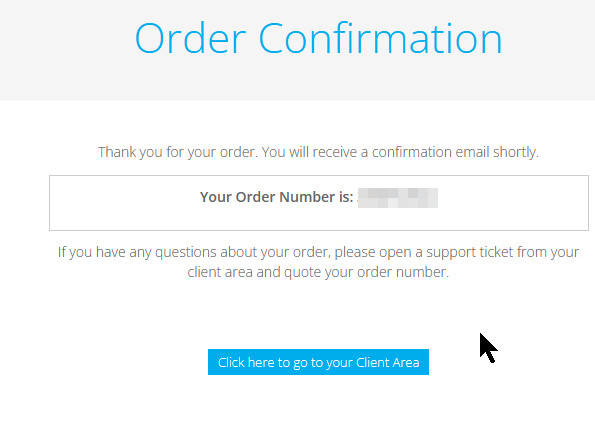 Order Confirmation
Thank you for your order. You will receive a confirmation email shortly.
Your Order Number is:
If you have any questions about your order, please open a support ticket from your
client area and quote your order number.
Click here to go to your Client Area